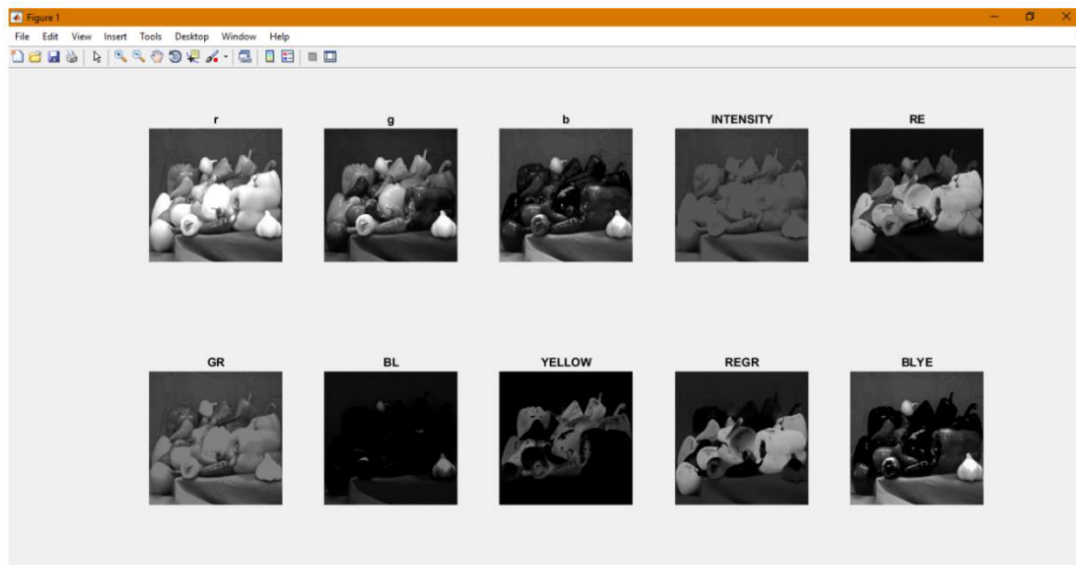 Figure 1
File Edit View Insert Tools Desktop Window Help
r g b INTENSITY RE
GR BL YELLOW REGR BLYE